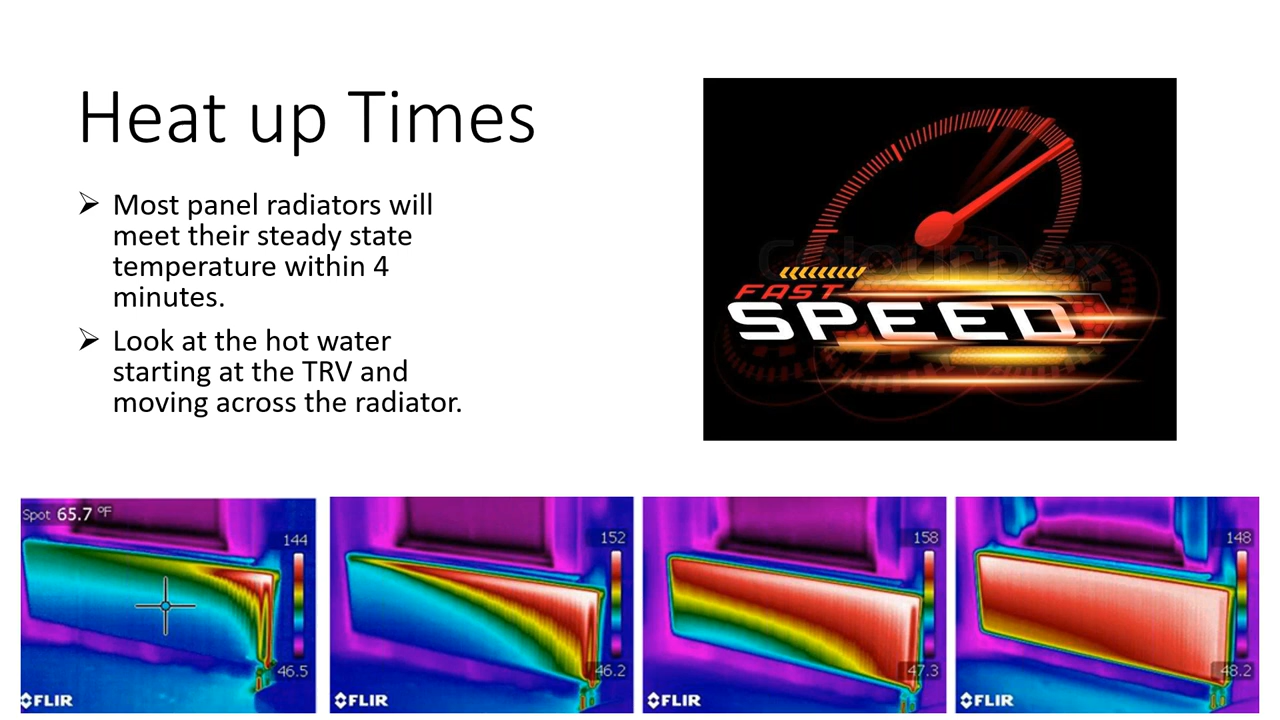 Heat up Times
➢ Most panel radiators will
meet their steady state
temperature within 4
minutes.
➢ Look at the hot water
starting at the TRV and
moving across the radiator.
Colourbox
FAST
SPEED
Spot 65.7 °F
144
46.5
FLIR
152
46.2
FLIR
158
47.3
FLIR
148
48.2
FLIR